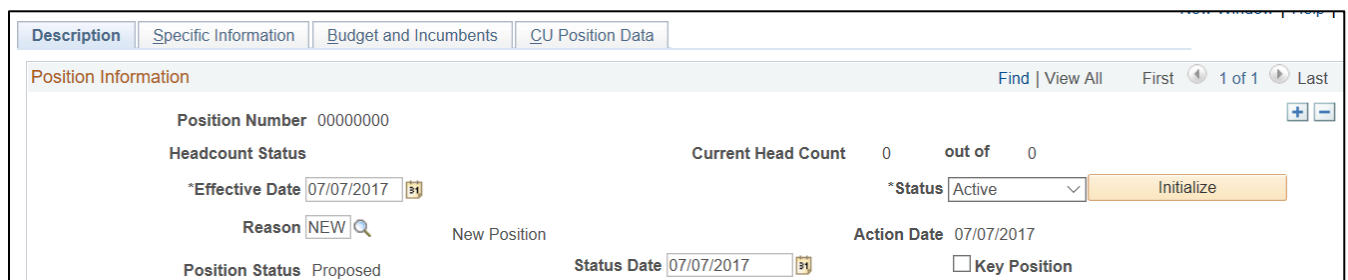 Description Specific Information Budget and Incumbents CU Position Data
Position Information Find | View All First 1 of 1 Last
Position Number 00000000
Headcount Status Current Head Count 0 out of 0
*Effective Date 07/07/2017 31 *Status Active Initialize
Reason NEW New Position Action Date 07/07/2017
Position Status Proposed Status Date 07/07/2017 31 Key Position